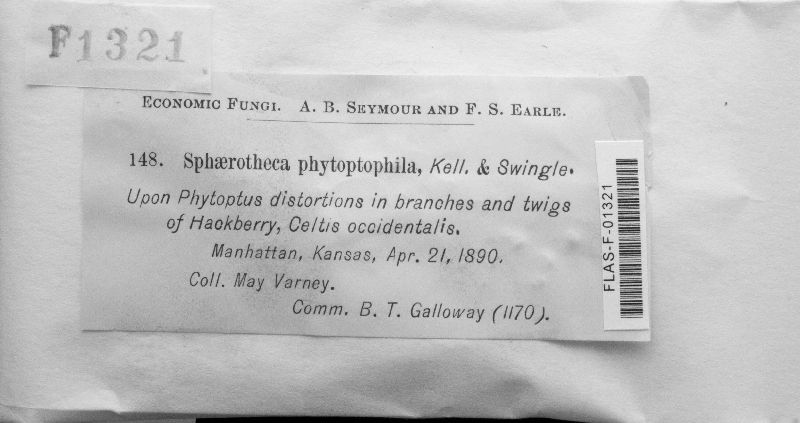 F1321
Economic Fungi. A. B. Seymour and F. S. Earle.
148. Sphærotheca phytoptophila, Kell. & Swingle.
Upon Phytoptus distortions in branches and twigs
of Hackberry, Celtis occidentalis.
Manhattan, Kansas, Apr. 21, 1890.
Coll. May Varney.
Comm. B. T. Galloway (1170).
FLAS-F-01321